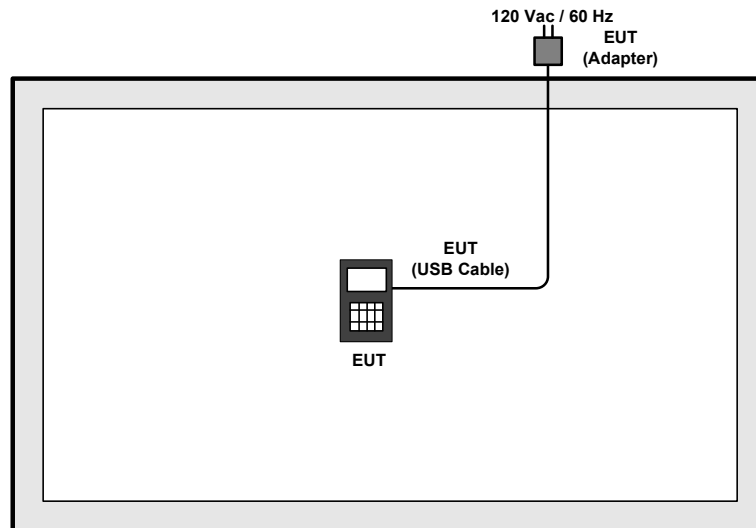 120 Vac / 60 Hz
EUT
(Adapter)
EUT
(USB Cable)
EUT